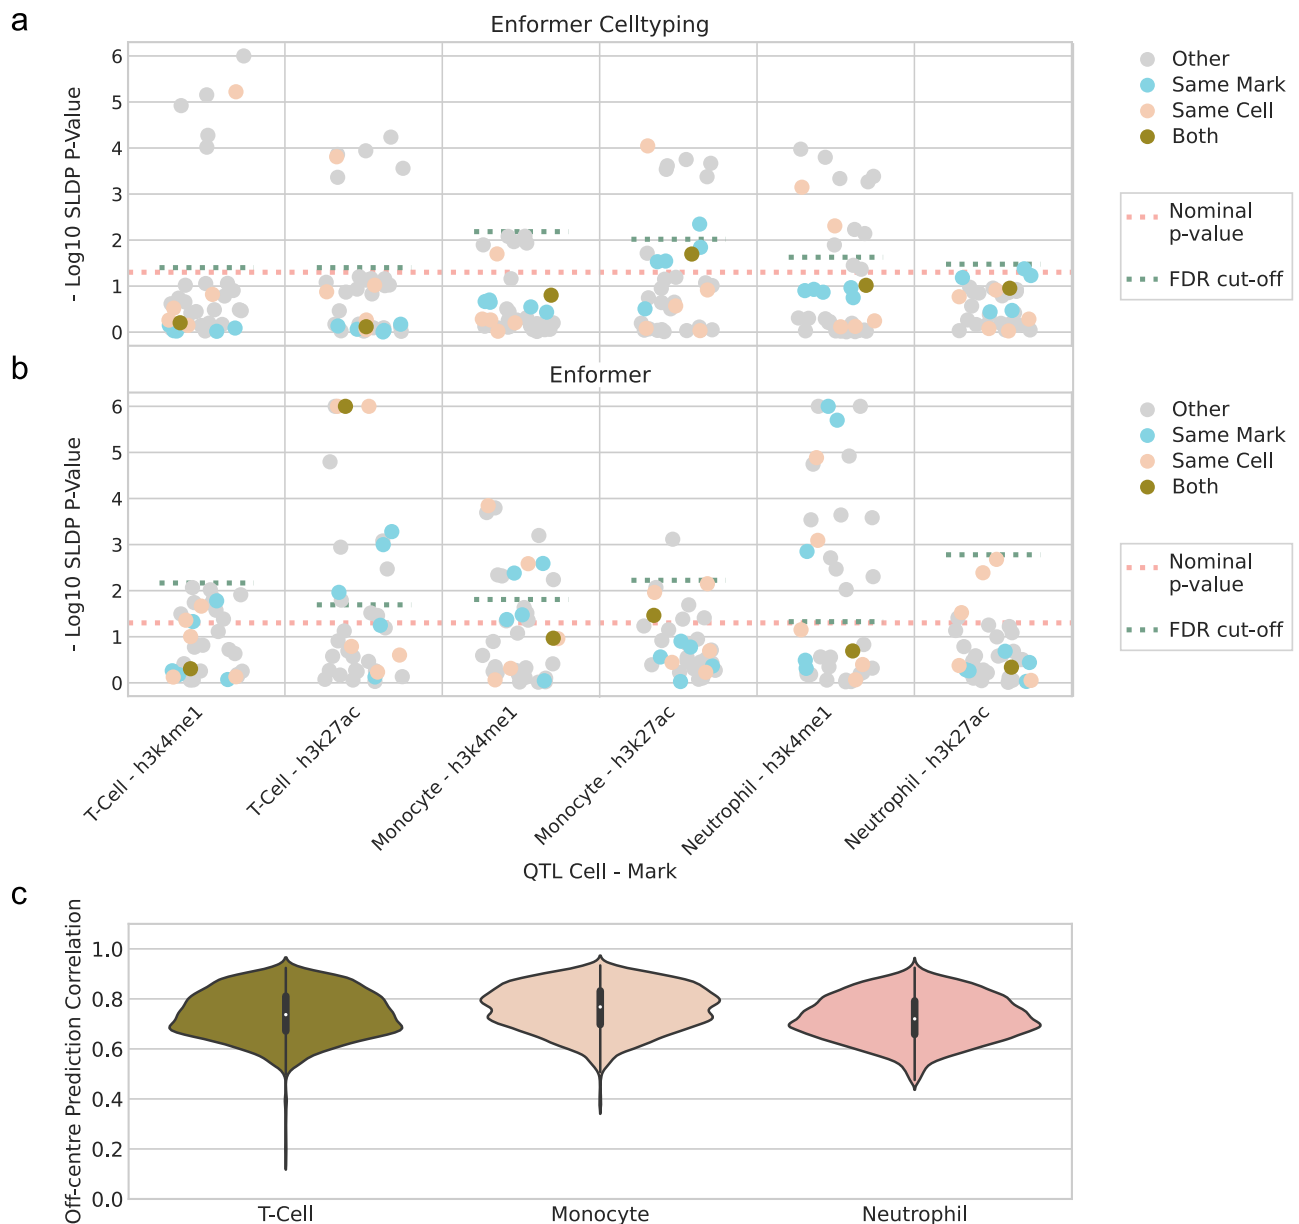 a
Enformer Celltyping
- Log10 SLDP P-Value
6
5
4
3
2
1
0
Other
Same Mark
Same Cell
Both
Nominal
p-value
FDR cut-off
b
Enformer
- Log10 SLDP P-Value
6
5
4
3
2
1
0
Other
Same Mark
Same Cell
Both
Nominal
p-value
FDR cut-off
T-Cell - h3k4me1
T-Cell - h3k27ac
Monocyte - h3k4me1
Monocyte - h3k27ac
Neutrophil - h3k4me1
Neutrophil - h3k27ac
QTL Cell - Mark
c
Off-centre Prediction Correlation
1.0
0.8
0.6
0.4
0.2
0.0
T-Cell
Monocyte
Neutrophil